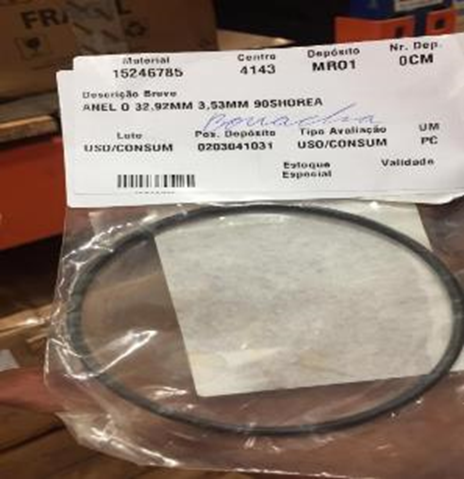 FRAGIL
Material Centro Depósito Nr. Dep.
15246785 4143 MR01 0CM
Descrição Breve
ANEL O 32.92MM 3,53MM 90SHOREA
Borracha
Lote Pos. Depósito Tipo Avaliação UM
USO/CONSUM 0203041031 USO/CONSUM PC
Estoque Validade
Especial